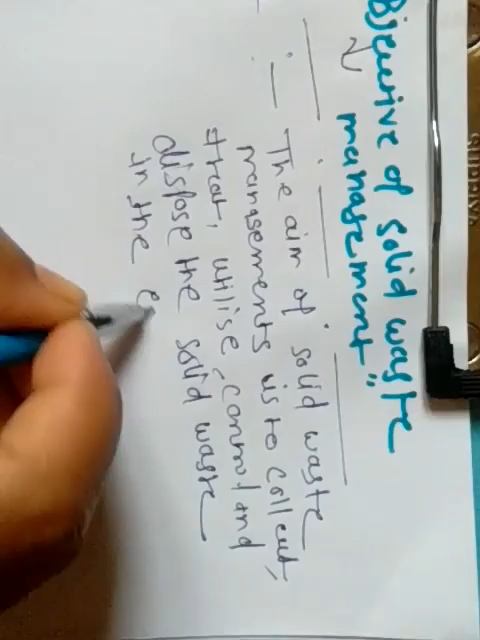 Objective of solid waste
management"
:- The aim of solid waste
managements is to collect,
treat, utilise, control and
dispose the solid waste
in the e